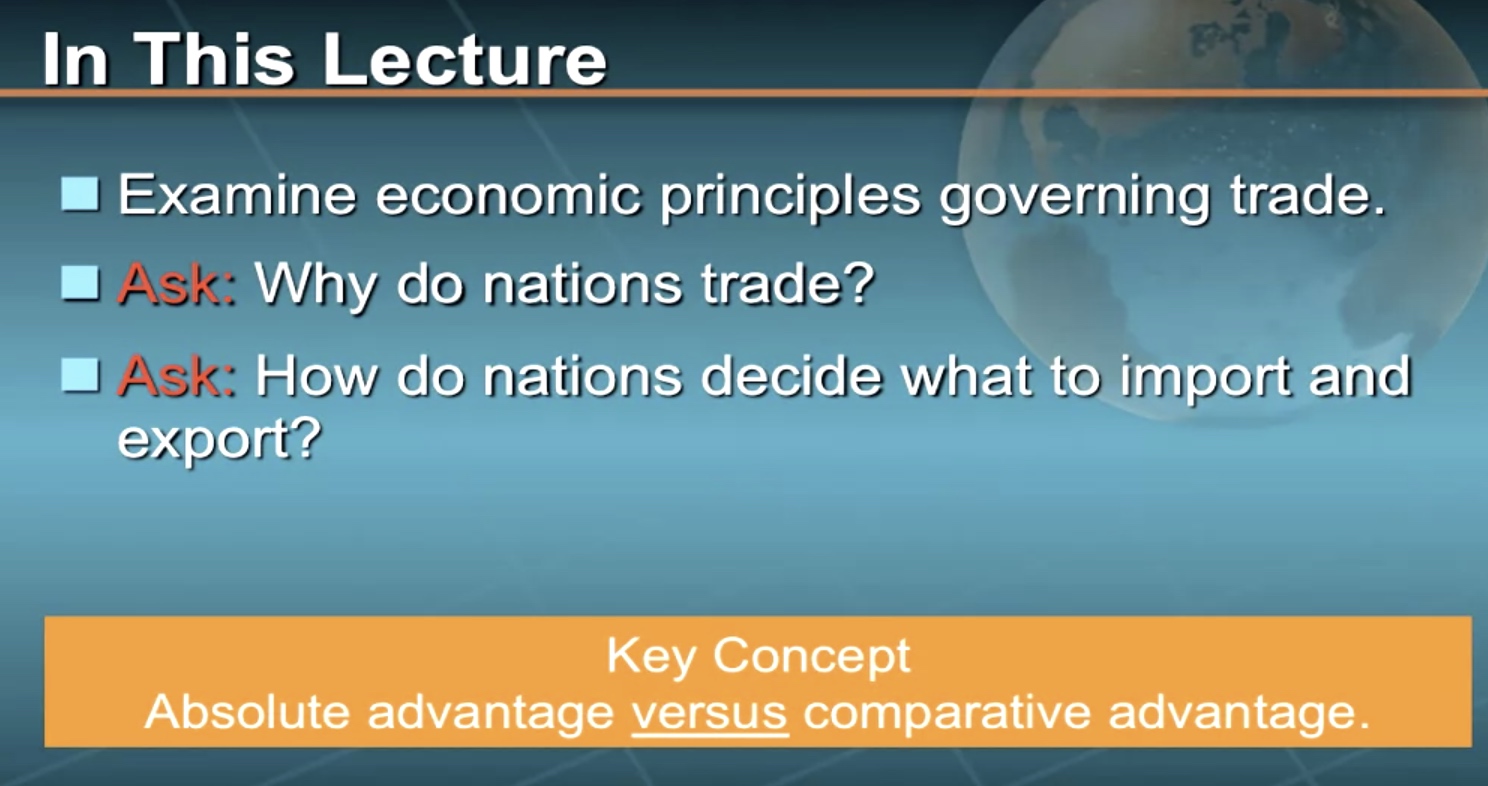 In This Lecture
Examine economic principles governing trade.
Ask: Why do nations trade?
Ask: How do nations decide what to import and
export?
Key Concept
Absolute advantage versus comparative advantage.